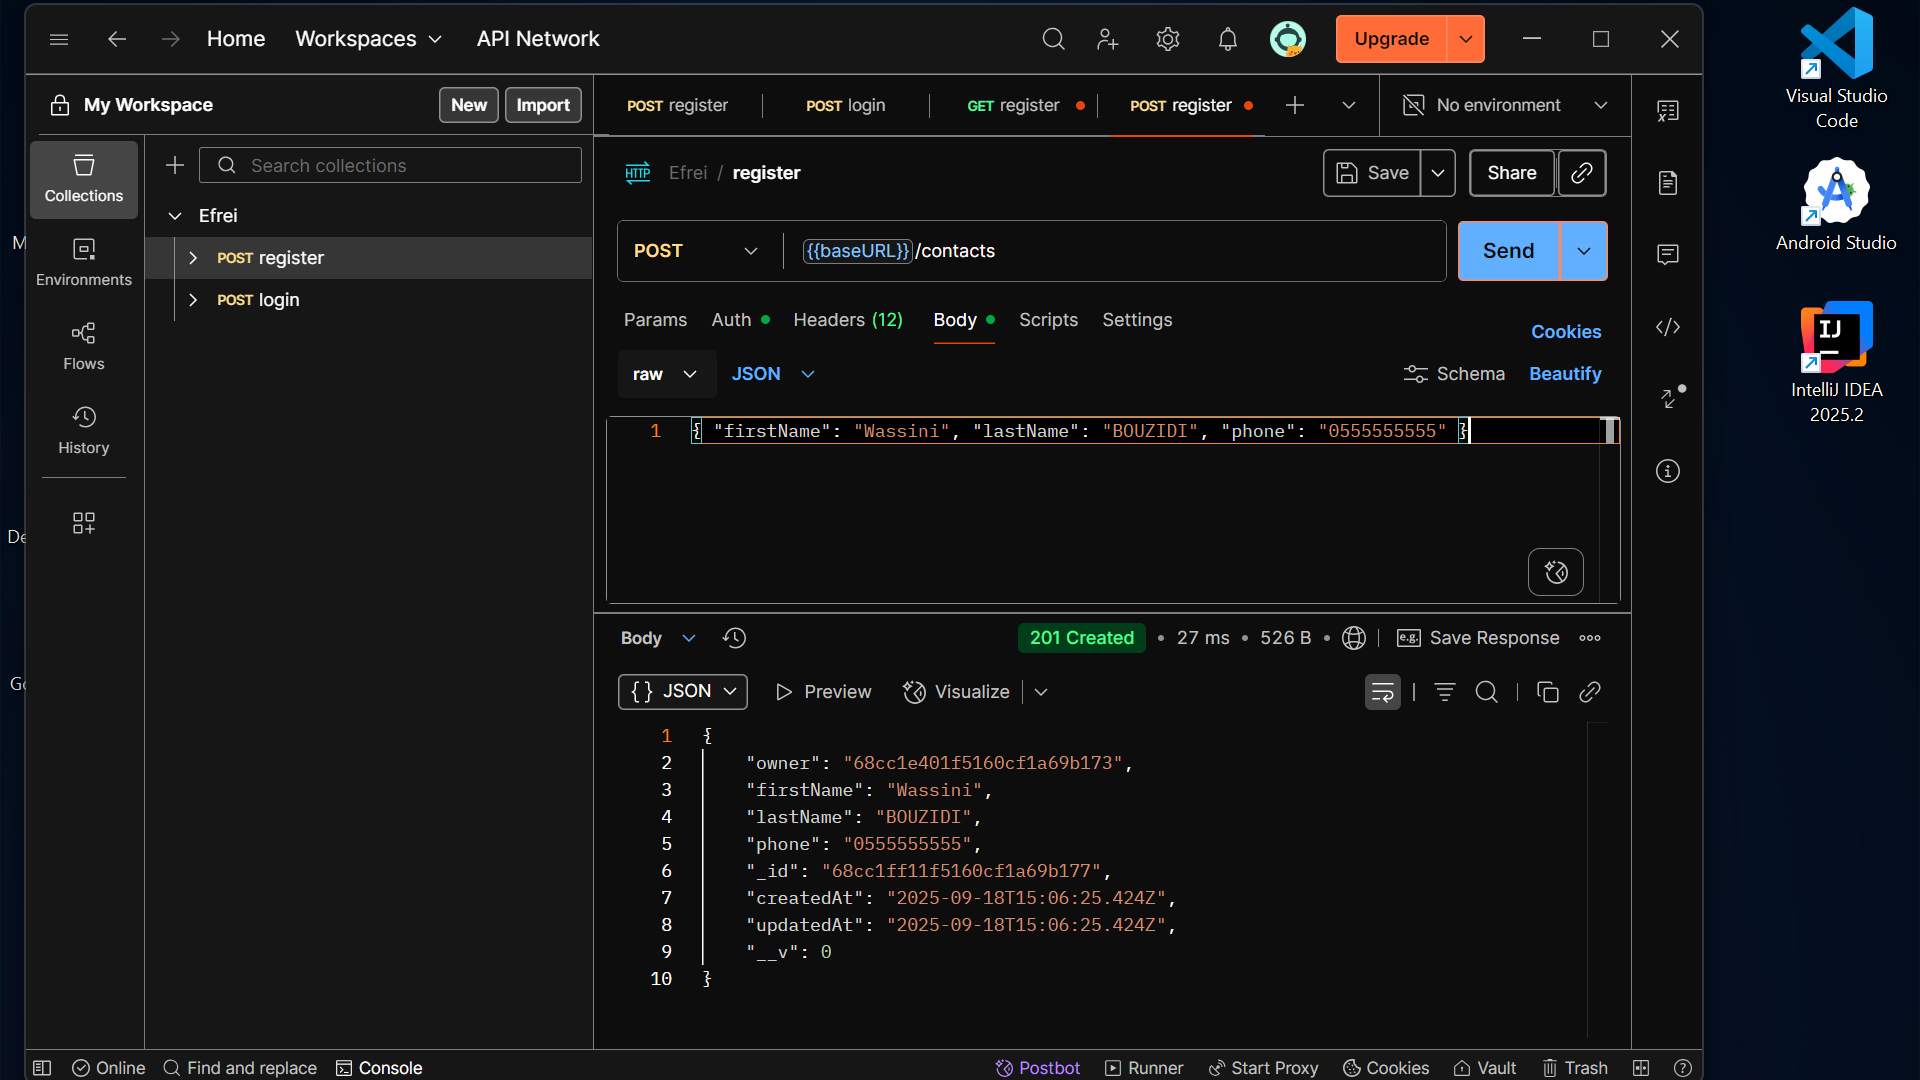 Home
Workspaces
API Network
Upgrade
My Workspace
New
Import
POST register
POST login
GET register
POST register
No environment
Collections
Environments
Flows
History
Search collections
Efrei
POST register
POST login
HTTP
Efrei / register
Save
Share
POST
{{baseURL}}/contacts
Send
Params
Auth
Headers (12)
Body
Scripts
Settings
Cookies
raw
JSON
Schema
Beautify
1 { "firstName": "Wassini", "lastName": "BOUZIDI", "phone": "0555555555" }
Body
201 Created • 27 ms • 526 B •
e.g. Save Response
{} JSON
Preview
Visualize
1 {
2 "owner": "68cc1e401f5160cf1a69b173",
3 "firstName": "Wassini",
4 "lastName": "BOUZIDI",
5 "phone": "0555555555",
6 "_id": "68cc1ff11f5160cf1a69b177",
7 "createdAt": "2025-09-18T15:06:25.424Z",
8 "updatedAt": "2025-09-18T15:06:25.424Z",
9 "__v": 0
10 }
Online
Find and replace
Console
Postbot
Runner
Start Proxy
Cookies
Vault
Trash
Visual Studio
Code
Android Studio
IJ
IntelliJ IDEA
2025.2
M
De